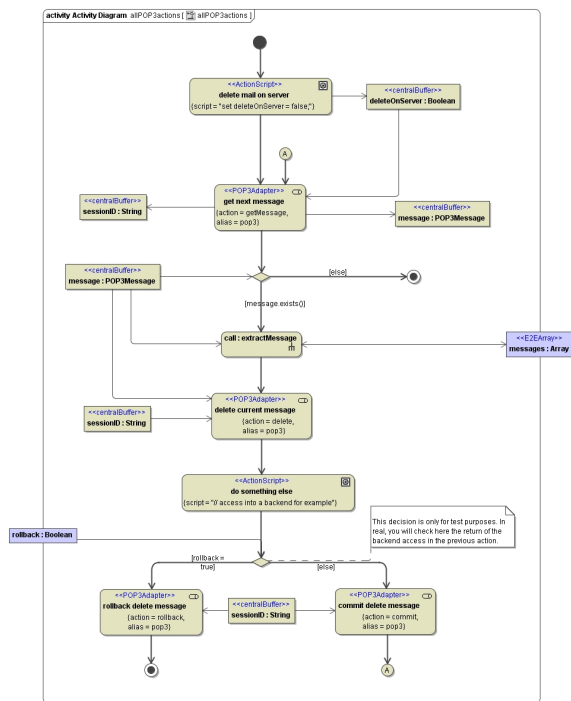 activity Activity Diagram allPOP3actions [ allPOP3actions ]
<<ActionScript>>
delete mail on server
{script = "set deleteOnServer = false;"}
<<centralBuffer>>
deleteOnServer : Boolean
A
<<POP3Adapter>>
get next message
{action = getMessage,
alias = pop3}
<<centralBuffer>>
sessionID : String
<<centralBuffer>>
message : POP3Message
<<centralBuffer>>
message : POP3Message
[else]
[message.exists()]
call : extractMessage
<<E2EArray>>
messages : Array
<<POP3Adapter>>
delete current message
{action = delete,
alias = pop3}
<<centralBuffer>>
sessionID : String
<<ActionScript>>
do something else
{script = "// access into a backend for example"}
This decision is only for test purposes. In
real, you will check here the return of the
backend access in the previous action.
rollback : Boolean
[rollback =
true]
[else]
<<POP3Adapter>>
rollback delete message
{action = rollback,
alias = pop3}
<<centralBuffer>>
sessionID : String
<<POP3Adapter>>
commit delete message
{action = commit,
alias = pop3}
A